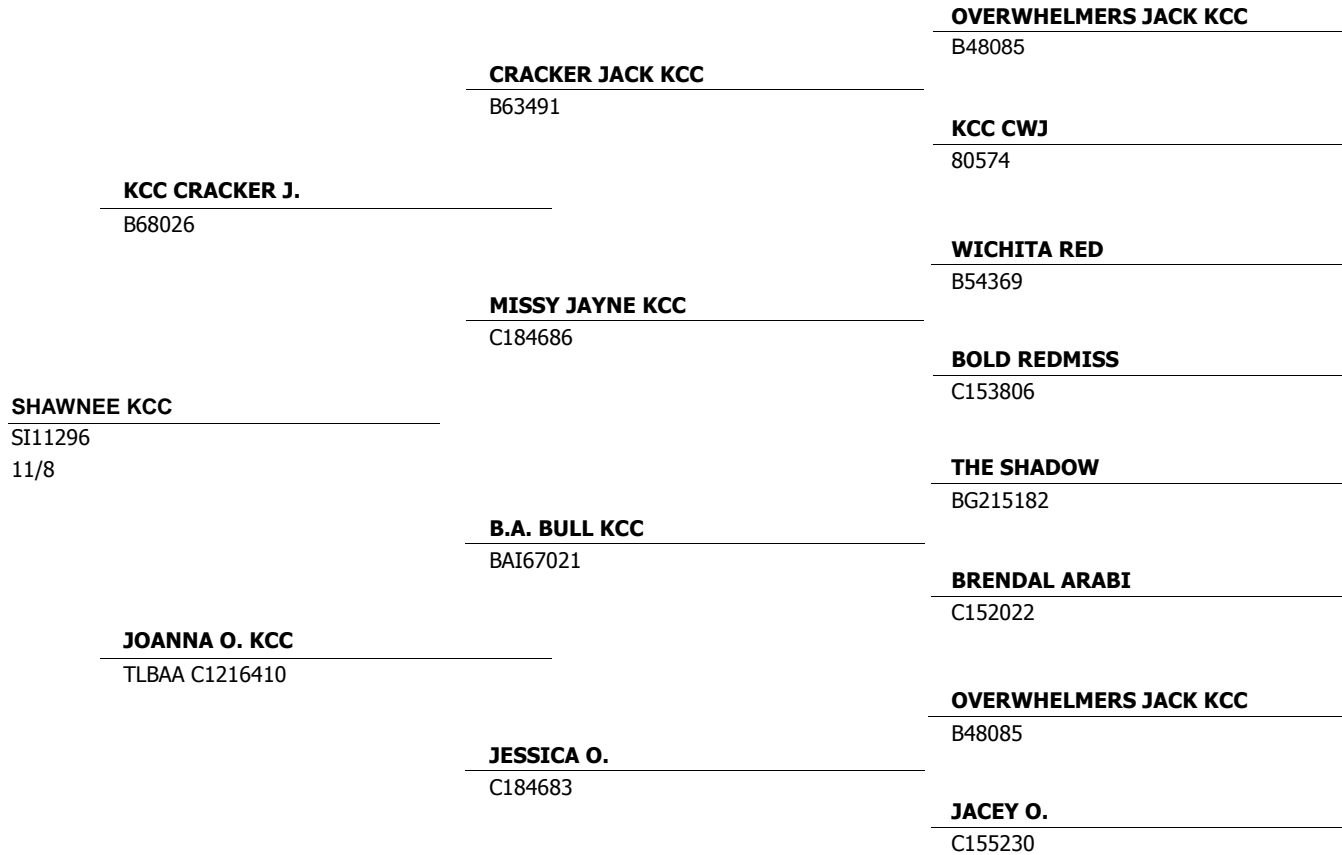 OVERWHELMERS JACK KCC
B48085
CRACKER JACK KCC
B63491
KCC CWJ
80574
KCC CRACKER J.
B68026
WICHITA RED
B54369
MISSY JAYNE KCC
C184686
BOLD REDMISS
C153806
SHAWNEE KCC
SI11296
11/8
THE SHADOW
BG215182
B.A. BULL KCC
BAI67021
BRENDAL ARABI
C152022
JOANNA O. KCC
TLBAA C1216410
OVERWHELMERS JACK KCC
B48085
JESSICA O.
C184683
JACEY O.
C155230